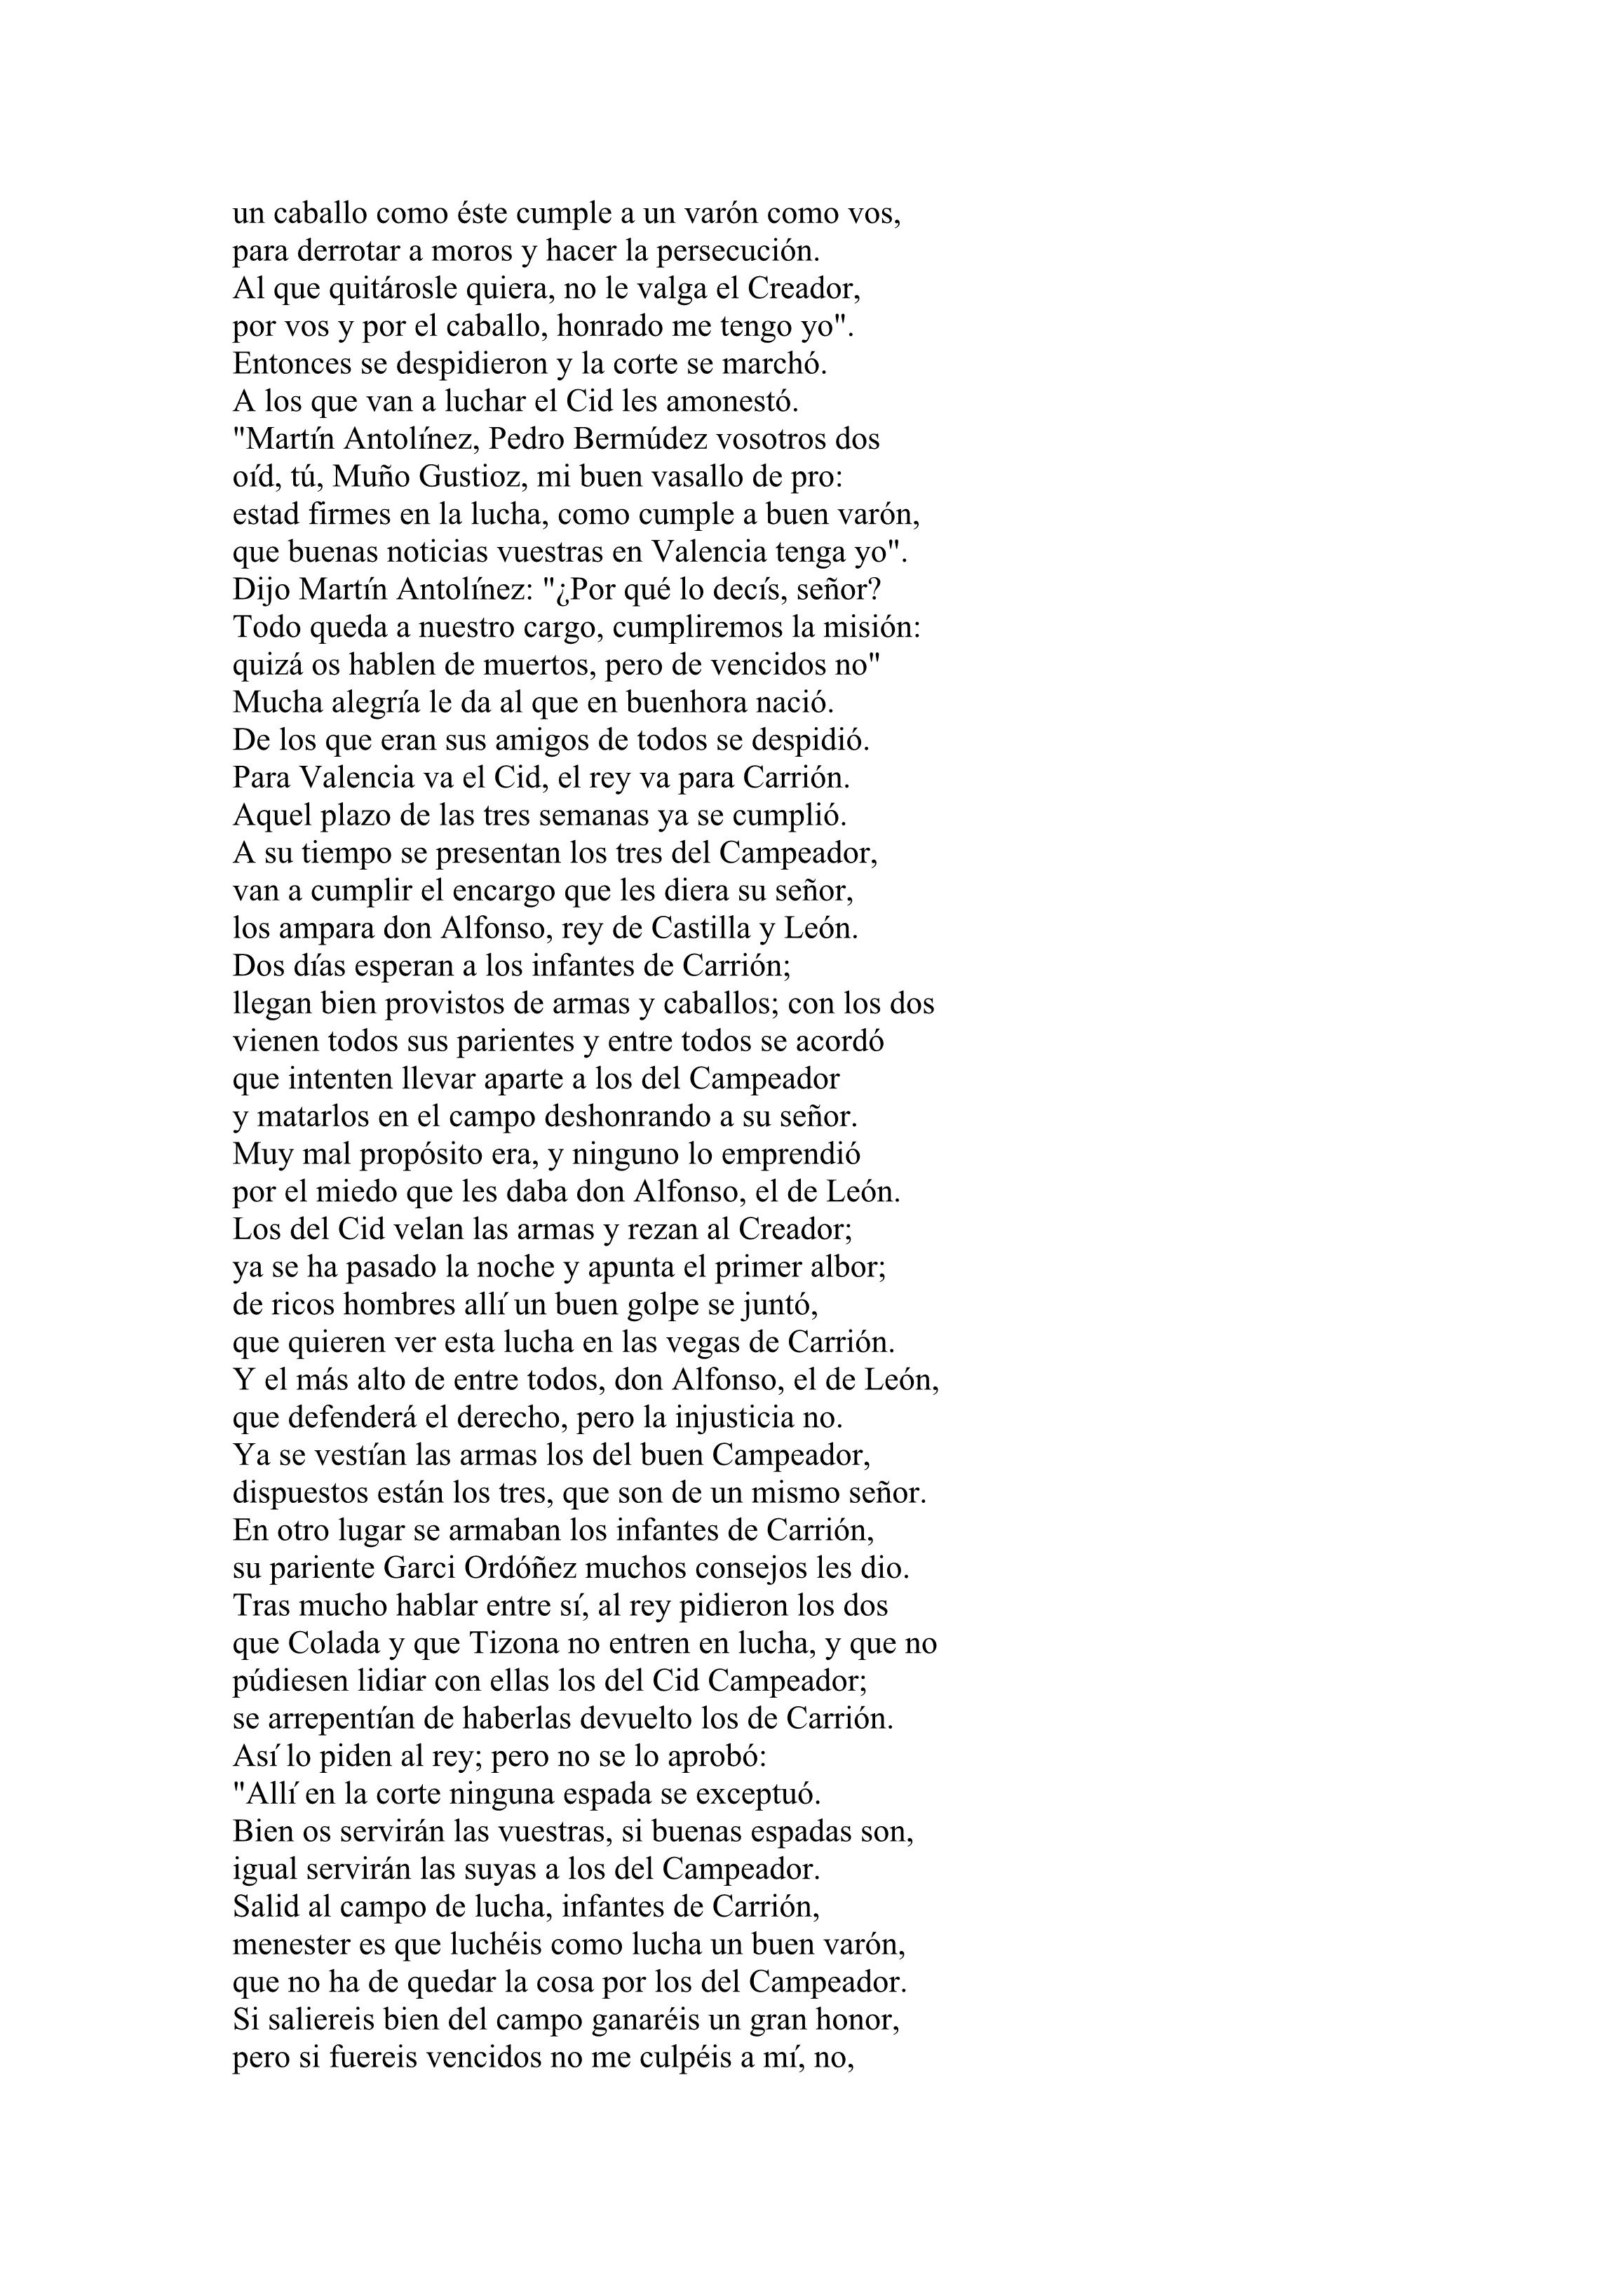 un caballo como éste cumple a un varón como vos,
para derrotar a moros y hacer la persecución.
Al que quitárosle quiera, no le valga el Creador,
por vos y por el caballo, honrado me tengo yo".
Entonces se despidieron y la corte se marchó.
A los que van a luchar el Cid les amonestó.
"Martín Antolínez, Pedro Bermúdez vosotros dos
oíd, tú, Muño Gustioz, mi buen vasallo de pro:
estad firmes en la lucha, como cumple a buen varón,
que buenas noticias vuestras en Valencia tenga yo".
Dijo Martín Antolínez: "¿Por qué lo decís, señor?
Todo queda a nuestro cargo, cumpliremos la misión:
quizá os hablen de muertos, pero de vencidos no"
Mucha alegría le da al que en buenhora nació.
De los que eran sus amigos de todos se despidió.
Para Valencia va el Cid, el rey va para Carrión.
Aquel plazo de las tres semanas ya se cumplió.
A su tiempo se presentan los tres del Campeador,
van a cumplir el encargo que les diera su señor,
los ampara don Alfonso, rey de Castilla y León.
Dos días esperan a los infantes de Carrión;
llegan bien provistos de armas y caballos; con los dos
vienen todos sus parientes y entre todos se acordó
que intenten llevar aparte a los del Campeador
y matarlos en el campo deshonrando a su señor.
Muy mal propósito era, y ninguno lo emprendió
por el miedo que les daba don Alfonso, el de León.
Los del Cid velan las armas y rezan al Creador;
ya se ha pasado la noche y apunta el primer albor;
de ricos hombres allí un buen golpe se juntó,
que quieren ver esta lucha en las vegas de Carrión.
Y el más alto de entre todos, don Alfonso, el de León,
que defenderá el derecho, pero la injusticia no.
Ya se vestían las armas los del buen Campeador,
dispuestos están los tres, que son de un mismo señor.
En otro lugar se armaban los infantes de Carrión,
su pariente Garci Ordóñez muchos consejos les dio.
Tras mucho hablar entre sí, al rey pidieron los dos
que Colada y que Tizona no entren en lucha, y que no
púdiesen lidiar con ellas los del Cid Campeador;
se arrepentían de haberlas devuelto los de Carrión.
Así lo piden al rey; pero no se lo aprobó:
"Allí en la corte ninguna espada se exceptuó.
Bien os servirán las vuestras, si buenas espadas son,
igual servirán las suyas a los del Campeador.
Salid al campo de lucha, infantes de Carrión,
menester es que luchéis como lucha un buen varón,
que no ha de quedar la cosa por los del Campeador.
Si saliereis bien del campo ganaréis un gran honor,
pero si fuereis vencidos no me culpéis a mí, no,